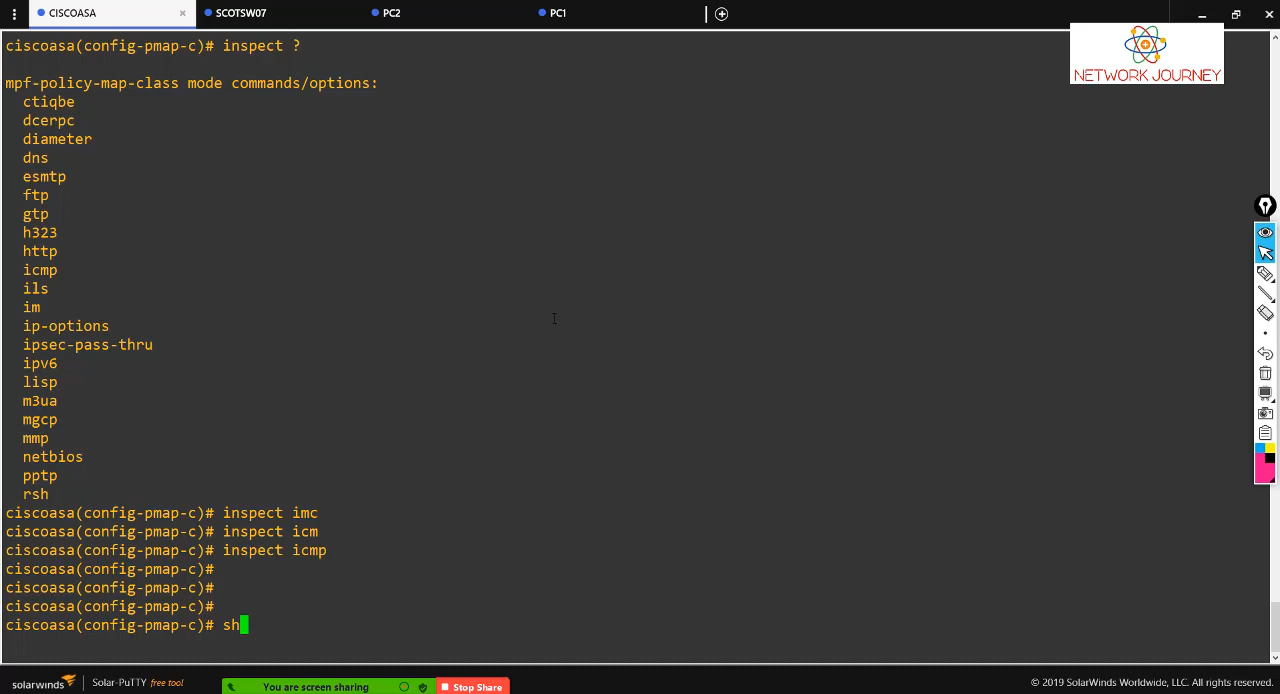 CISCOASA × SCOTSW07 PC2 PC1
ciscoasa(config-pmap-c)# inspect ?
NETWORK JOURNEY
mpf-policy-map-class mode commands/options:
ctiqbe
dcerpc
diameter
dns
esmtp
ftp
gtp
h323
http
icmp
ils
im
ip-options
ipsec-pass-thru
ipv6
lisp
m3ua
mgcp
mmp
netbios
pptp
rsh
ciscoasa(config-pmap-c)# inspect imc
ciscoasa(config-pmap-c)# inspect icm
ciscoasa(config-pmap-c)# inspect icmp
ciscoasa(config-pmap-c)#
ciscoasa(config-pmap-c)#
ciscoasa(config-pmap-c)#
ciscoasa(config-pmap-c)# sh
solarwinds Solar-PuTTY free tool You are screen sharing Stop Share © 2019 SolarWinds Worldwide, LLC. All rights reserved.